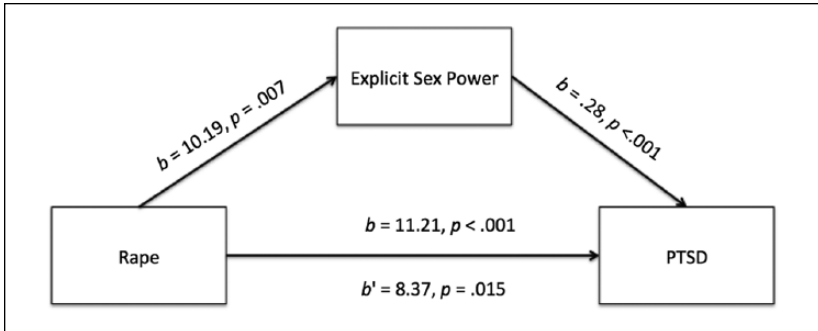 Explicit Sex Power
b = 10.19, p = .007
b = .28, p <.001
b = 11.21, p < .001
Rape
PTSD
b' = 8.37, p = .015